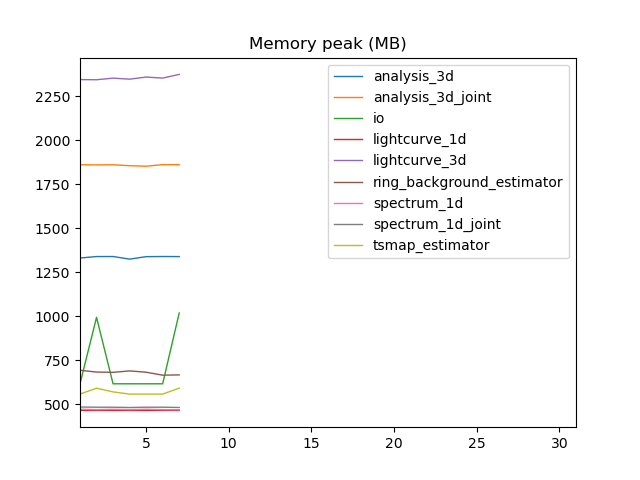 Memory peak (MB)
analysis_3d
analysis_3d_joint
io
lightcurve_1d
lightcurve_3d
ring_background_estimator
spectrum_1d
spectrum_1d_joint
tsmap_estimator
2250
2000
1750
1500
1250
1000
750
500
5 10 15 20 25 30